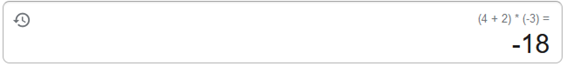 (4 + 2) * (-3) =
-18